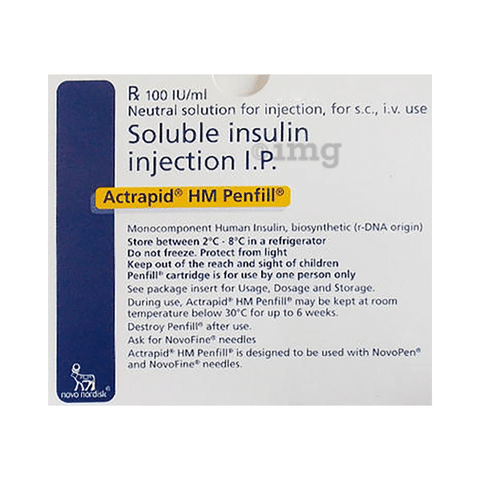 ℞ 100 IU/ml
Neutral solution for injection, for s.c., i.v. use
Soluble insulin
injection I.P.
1mg
Actrapid® HM Penfill®
Monocomponent Human Insulin, biosynthetic (r-DNA origin)
Store between 2°C - 8°C in a refrigerator
Do not freeze. Protect from light
Keep out of the reach and sight of children
Penfill® cartridge is for use by one person only
See package insert for Usage, Dosage and Storage.
During use, Actrapid® HM Penfill® may be kept at room
temperature below 30°C for up to 6 weeks.
Destroy Penfill® after use.
Ask for NovoFine® needles
Actrapid® HM Penfill® is designed to be used with NovoPen®
and NovoFine® needles.
novo nordisk®